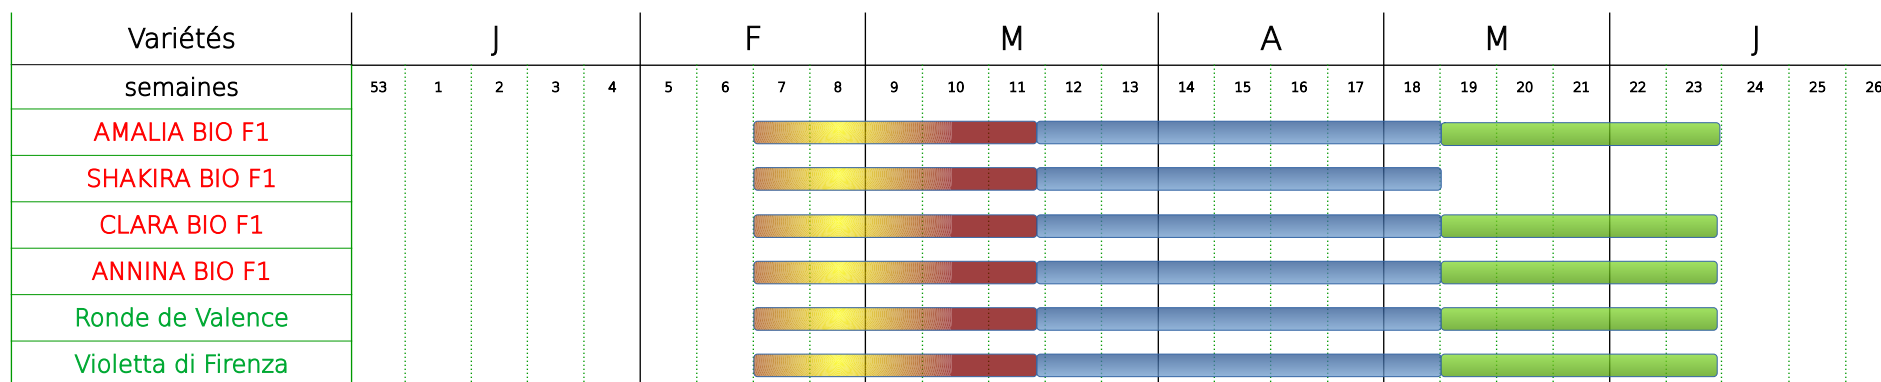 Variétés J F M A M J
semaines 53 1 2 3 4 5 6 7 8 9 10 11 12 13 14 15 16 17 18 19 20 21 22 23 24 25 26
AMALIA BIO F1
SHAKIRA BIO F1
CLARA BIO F1
ANNINA BIO F1
Ronde de Valence
Violetta di Firenza